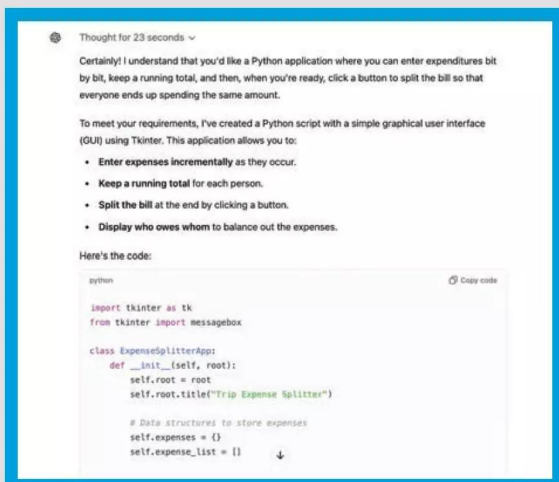 Thought for 23 seconds
Certainly! I understand that you'd like a Python application where you can enter expenditures bit
by bit, keep a running total, and then, when you're ready, click a button to split the bill so that
everyone ends up spending the same amount.
To meet your requirements, I've created a Python script with a simple graphical user interface
(GUI) using Tkinter. This application allows you to:
• Enter expenses incrementally as they occur.
• Keep a running total for each person.
• Split the bill at the end by clicking a button.
• Display who owes whom to balance out the expenses.
Here's the code:
python Copy code
import tkinter as tk
from tkinter import messagebox
class ExpenseSplitterApp:
    def __init__(self, root):
        self.root = root
        self.root.title("Trip Expense Splitter")
        # Data structures to store expenses
        self.expenses = {}
        self.expense_list = []